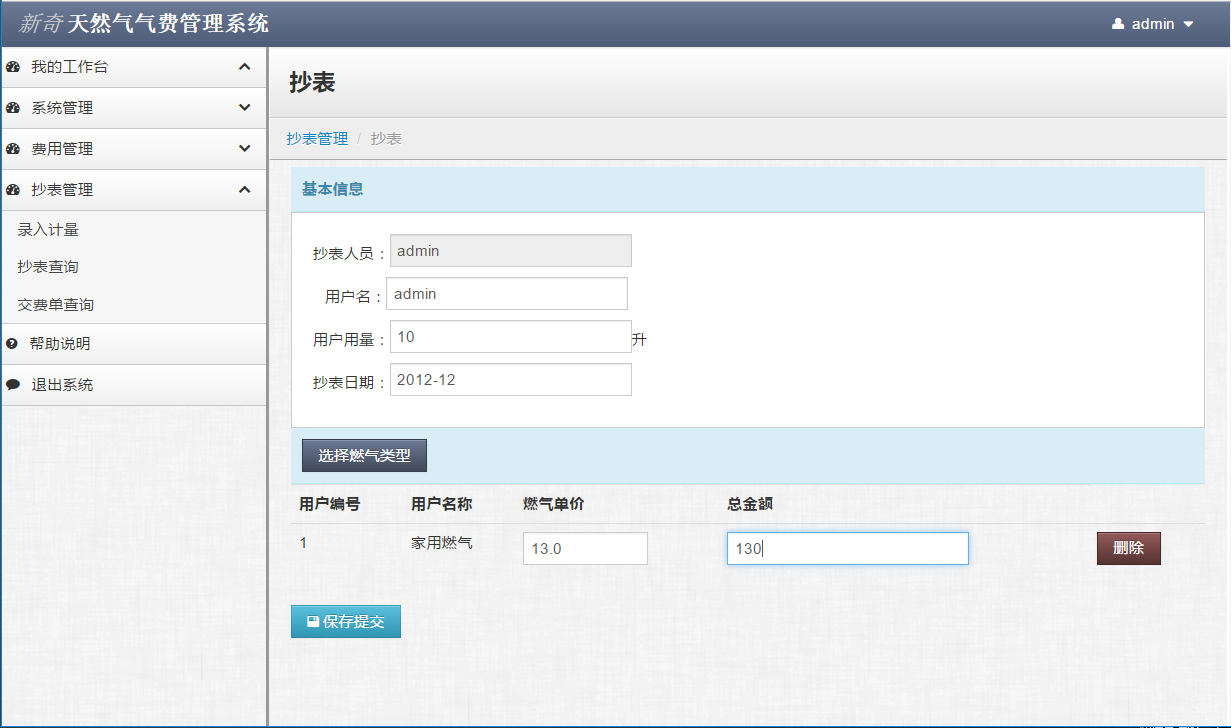 新奇 天然气气费管理系统
admin
我的工作台
系统管理
费用管理
抄表管理
录入计量
抄表查询
交费单查询
帮助说明
退出系统
抄表
抄表管理 / 抄表
基本信息
抄表人员： admin
用户名： admin
用户用量： 10 升
抄表日期： 2012-12
选择燃气类型
用户编号 用户名称 燃气单价 总金额
1 家用燃气 13.0 130 删除
保存提交